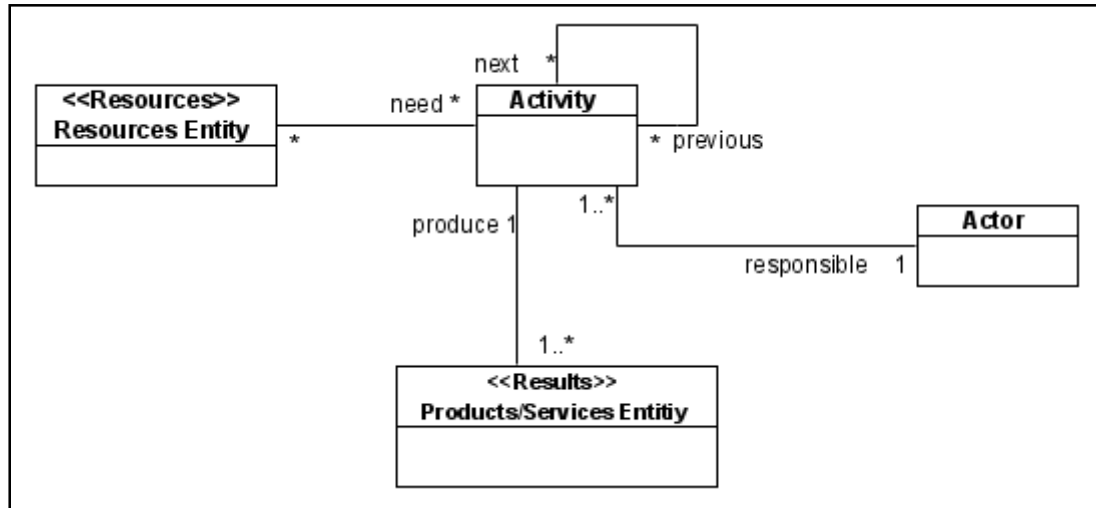 next *
<<Resources>>
Resources Entity
need *
Activity
*
* previous
produce 1
1..*
Actor
responsible 1
1..*
<<Results>>
Products/Services Entitiy